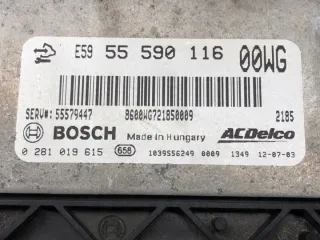 E59 55 590 116 00WG
SERV#: 55579447 B600WG721850009 2185
BOSCH Made in Hungary ACDelco
0 281 019 615 658 1039S56249 0009 1349 12-07-03